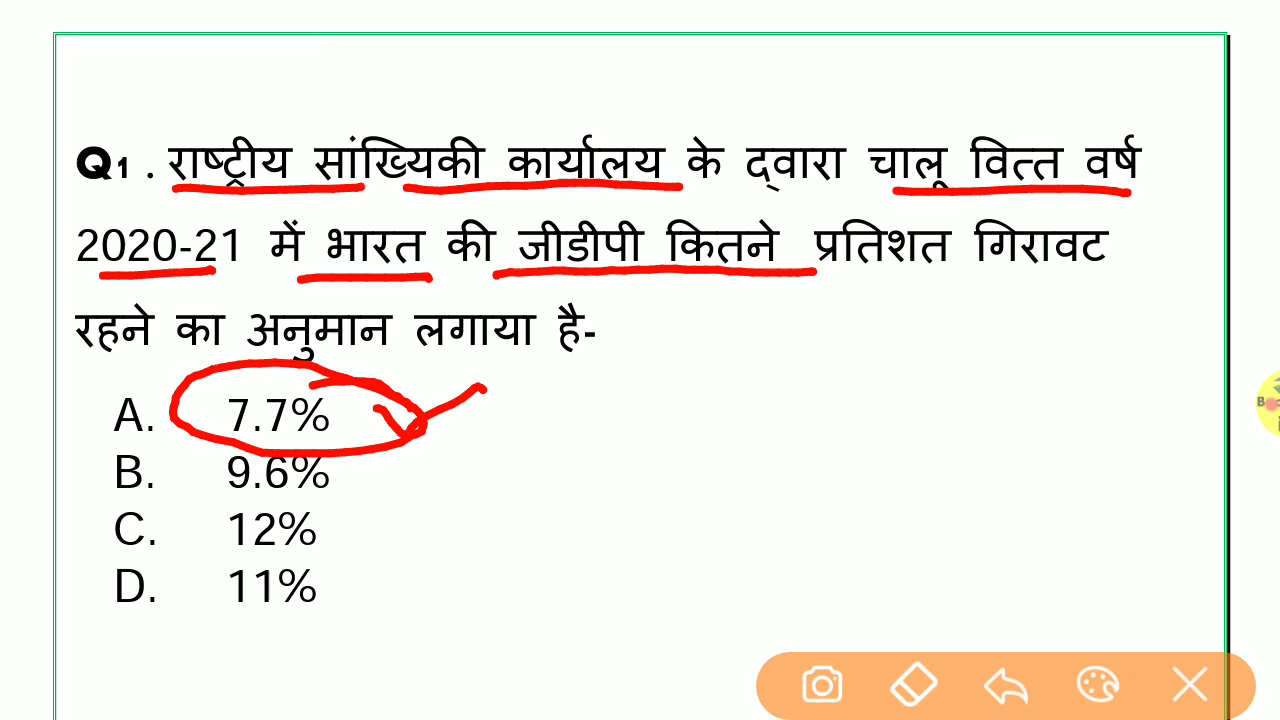 Q1 . राष्ट्रीय सांख्यिकी कार्यालय के द्वारा चालू वित्त वर्ष
2020-21 में भारत की जीडीपी कितने प्रतिशत गिरावट
रहने का अनुमान लगाया है-
A. 7.7%
B. 9.6%
C. 12%
D. 11%